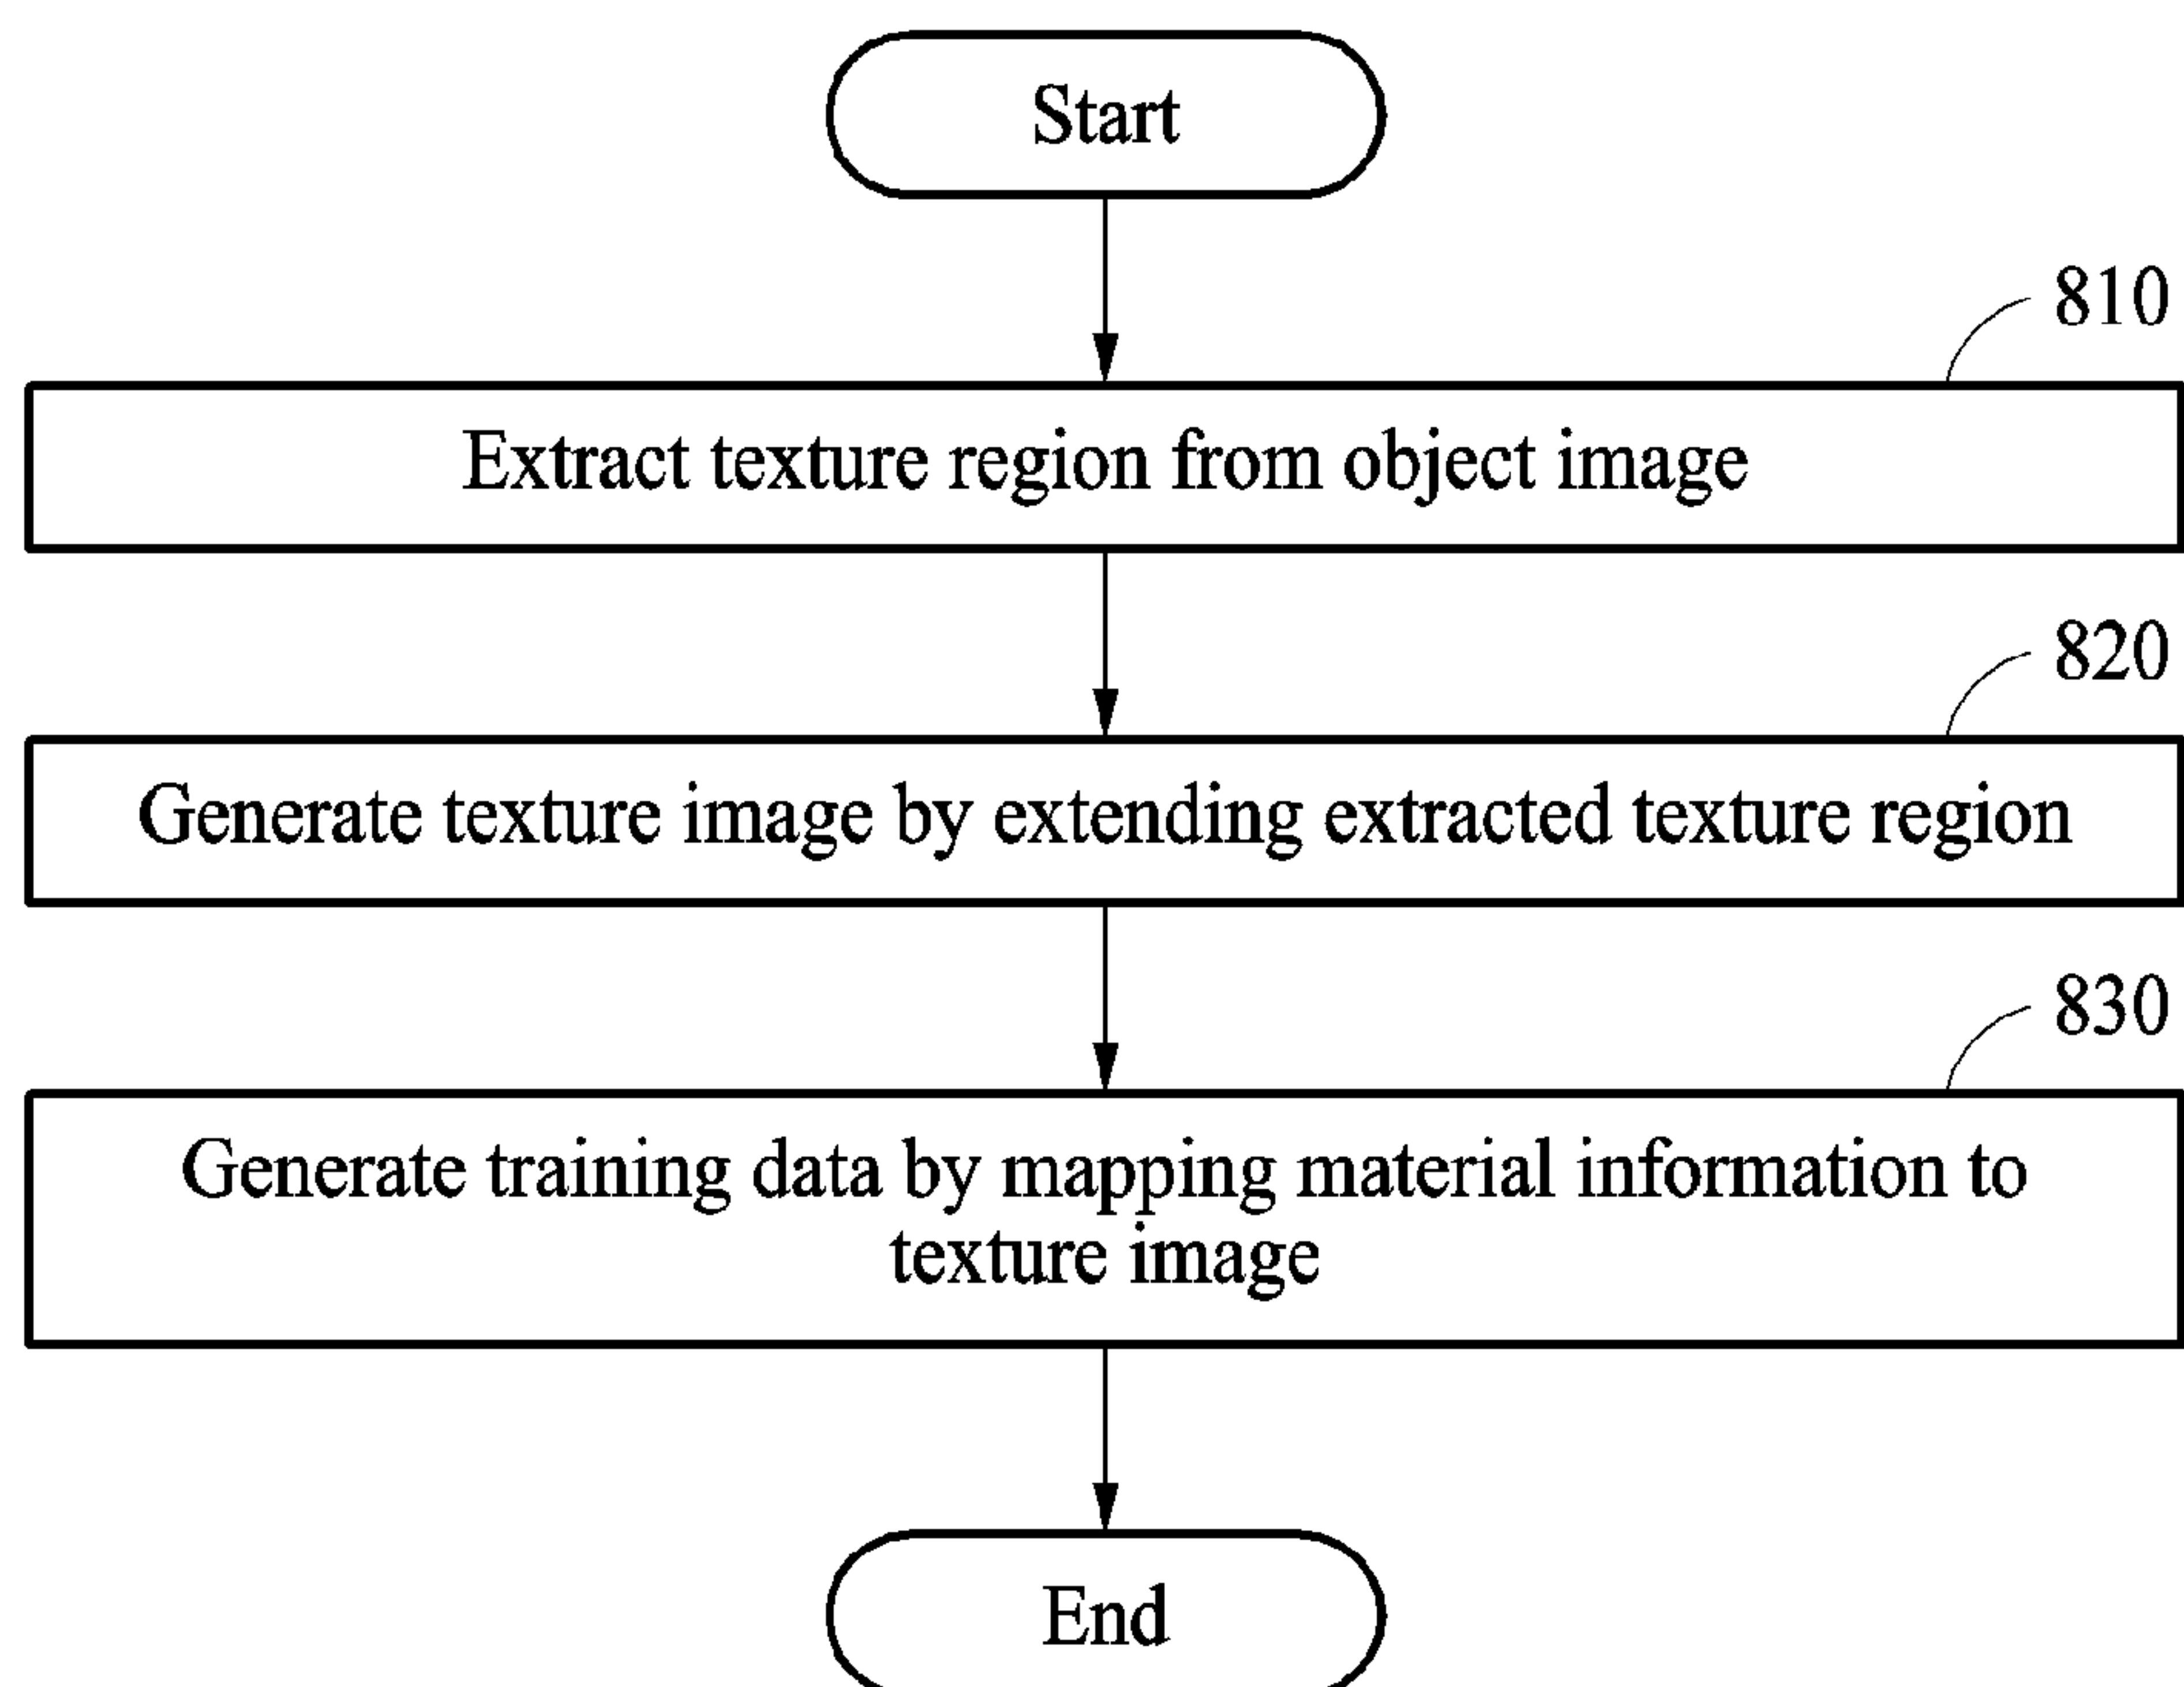 Start
810
Extract texture region from object image
820
Generate texture image by extending extracted texture region
830
Generate training data by mapping material information to
texture image
End